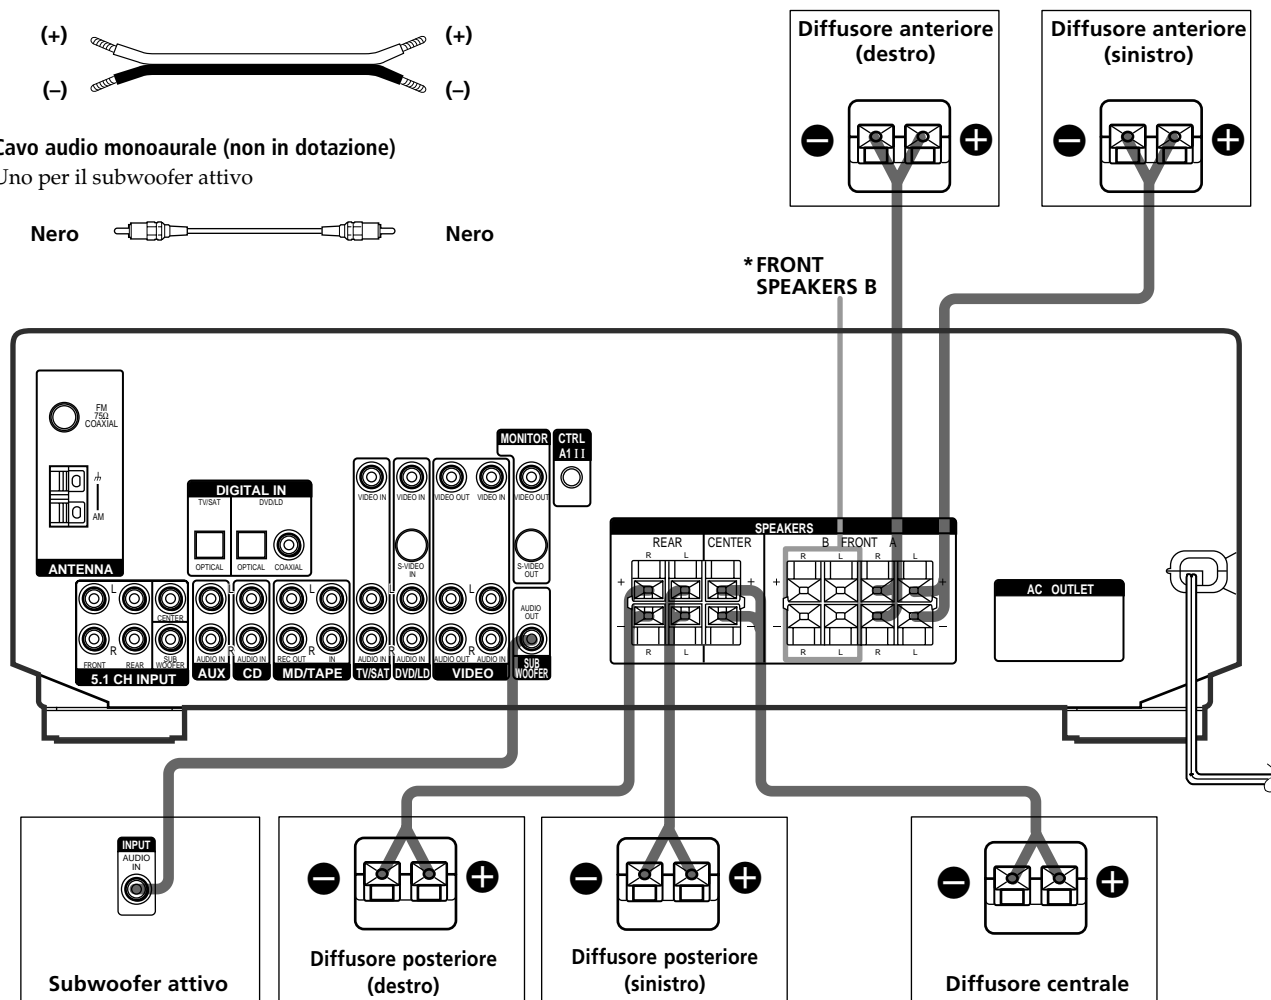 (+) (+)
(–) (–)
Cavo audio monoaurale (non in dotazione)
Uno per il subwoofer attivo
Nero Nero
Diffusore anteriore
(destro)
Diffusore anteriore
(sinistro)
*FRONT
SPEAKERS B
FM
75Ω
COAXIAL
AM
ANTENNA
DIGITAL IN
TV/SAT DVD/LD
OPTICAL OPTICAL COAXIAL
MONITOR
CTRL
A1 II
VIDEO IN VIDEO IN VIDEO OUT VIDEO IN VIDEO OUT
S-VIDEO
IN
S-VIDEO
OUT
AUDIO
OUT
L L L L
CENTER
R R R R
FRONT REAR SUB
WOOFER
AUDIO IN AUDIO IN REC OUT IN AUDIO IN AUDIO IN AUDIO OUT AUDIO IN
5.1 CH INPUT AUX CD MD/TAPE TV/SAT DVD/LD VIDEO SUB
WOOFER
SPEAKERS
REAR CENTER B FRONT A
R L R L R L
+ + + +
– – – –
R L R L R L
AC OUTLET
INPUT
AUDIO
IN
Subwoofer attivo
Diffusore posteriore
(destro)
Diffusore posteriore
(sinistro)
Diffusore centrale